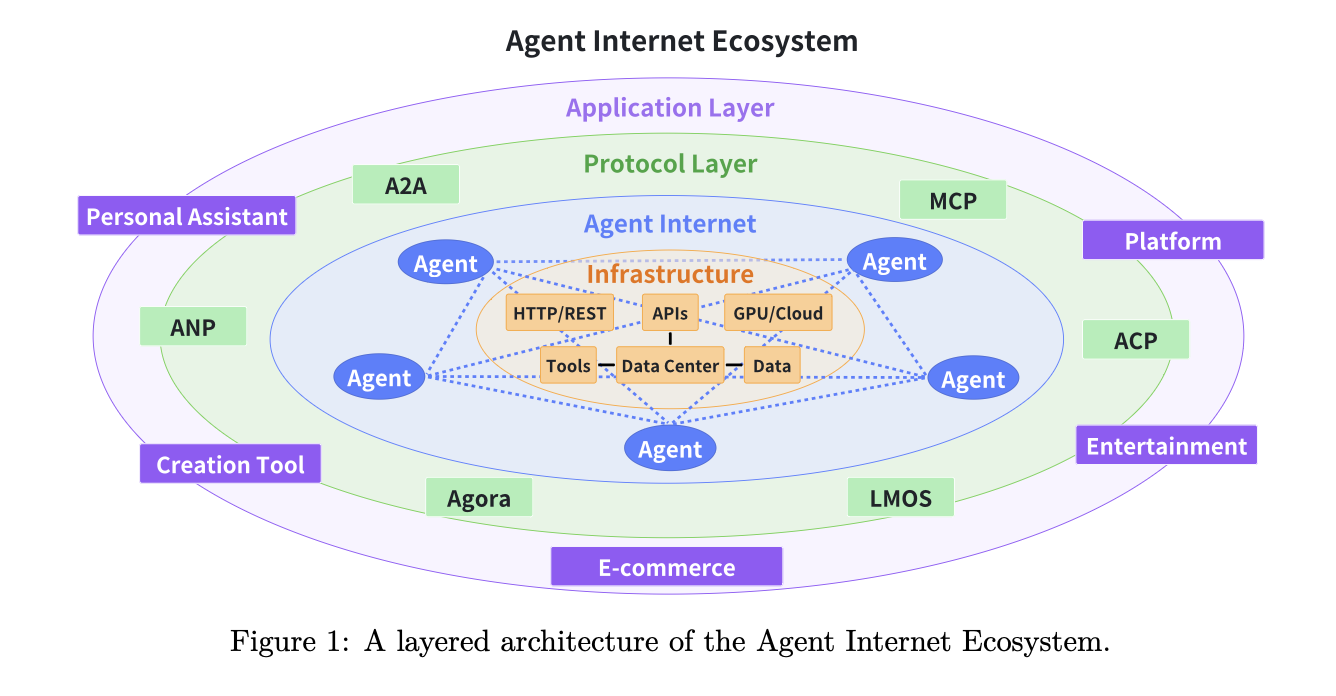 Agent Internet Ecosystem
Application Layer
Protocol Layer
A2A
MCP
Personal Assistant
Agent Internet
Platform
Agent
Agent
Infrastructure
HTTP/REST
APIs
GPU/Cloud
ANP
ACP
Tools
Data Center
Data
Agent
Agent
Agent
Creation Tool
Entertainment
Agora
LMOS
E-commerce
Figure 1: A layered architecture of the Agent Internet Ecosystem.